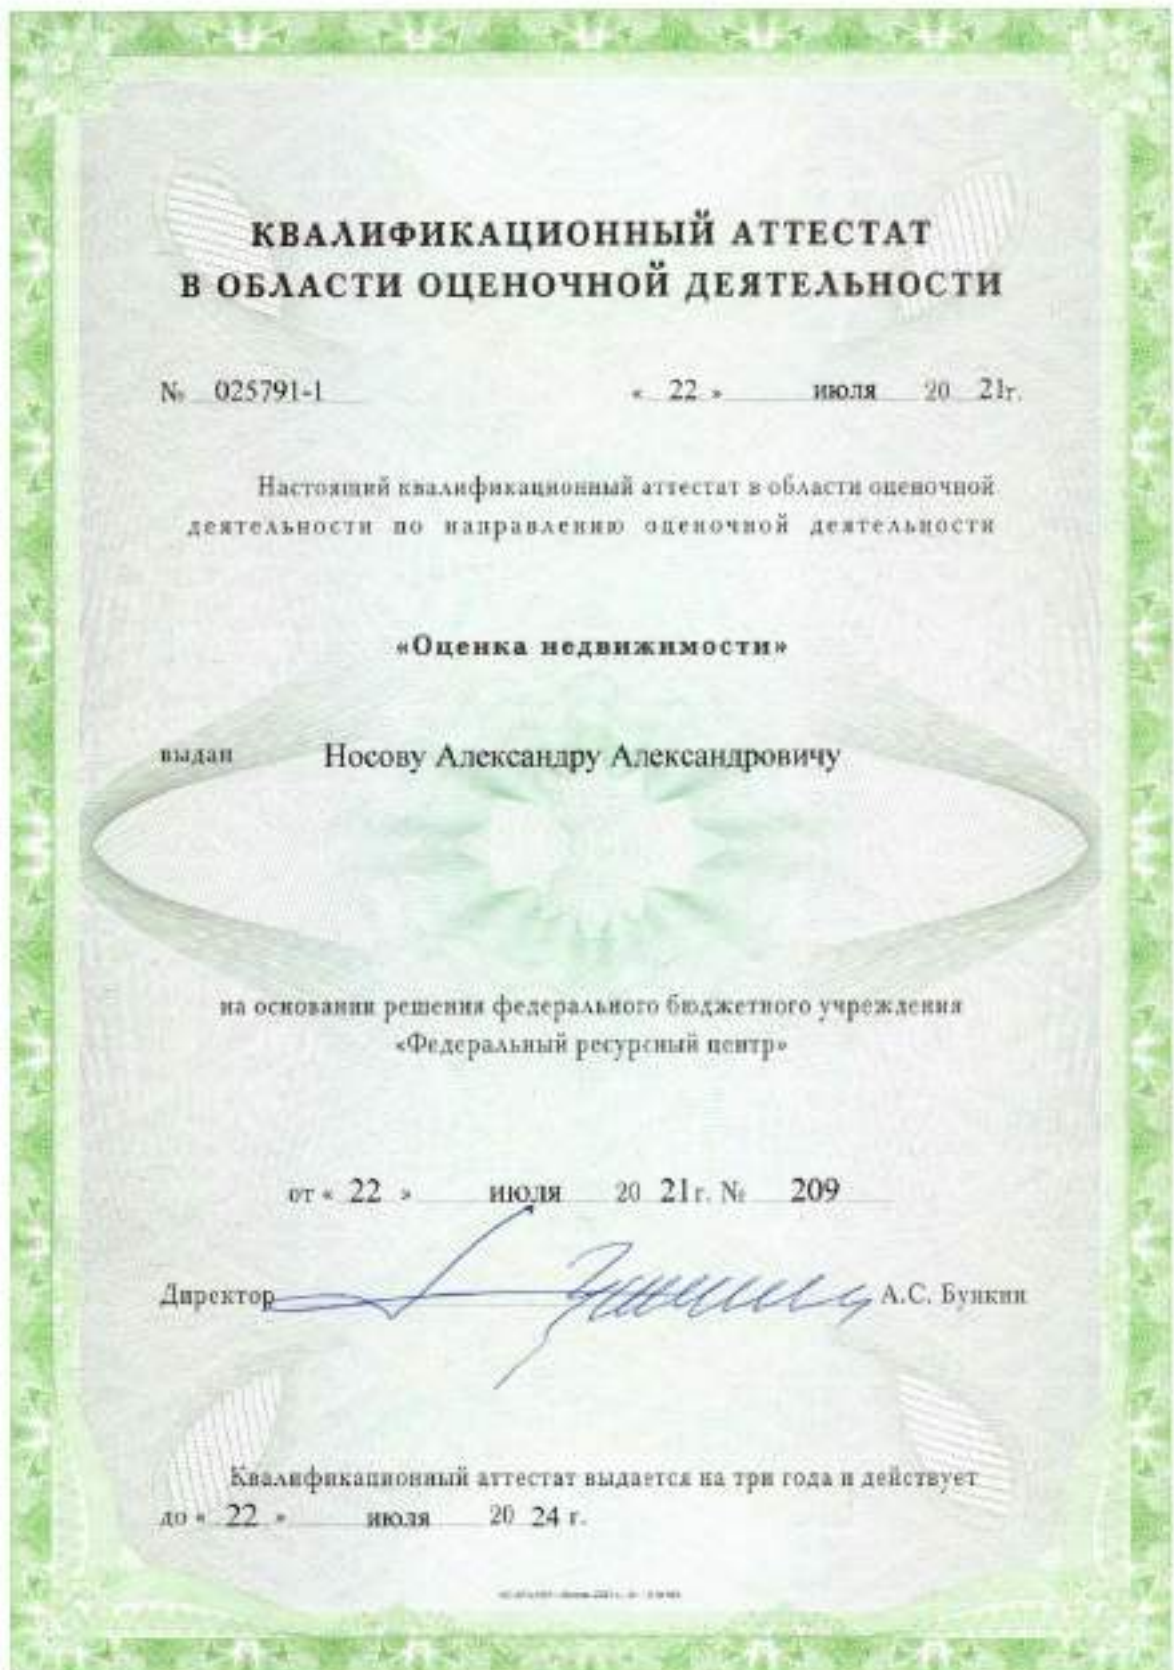 КВАЛИФИКАЦИОННЫЙ АТТЕСТАТ
В ОБЛАСТИ ОЦЕНОЧНОЙ ДЕЯТЕЛЬНОСТИ
№ 025791-1 « 22 » июля 20 21г.
Настоящий квалификационный аттестат в области оценочной
деятельности по направлению оценочной деятельности
«Оценка недвижимости»
выдан Носову Александру Александровичу
на основании решения федерального бюджетного учреждения
«Федеральный ресурсный центр»
от « 22 » июля 20 21г. № 209
Директор А.С. Бункин
Квалификационный аттестат выдается на три года и действует
до « 22 » июля 20 24 г.